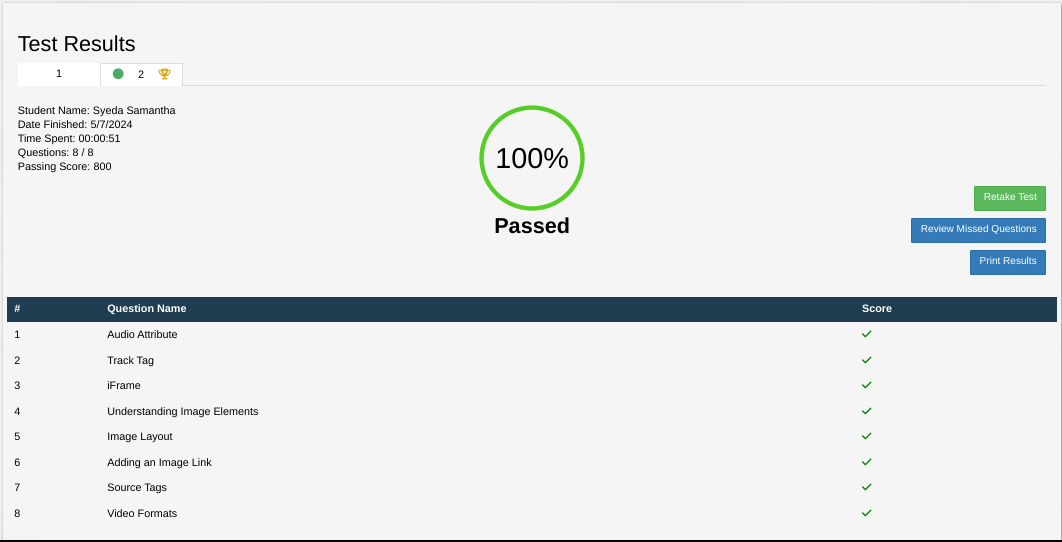 Test Results
1 2
Student Name: Syeda Samantha
Date Finished: 5/7/2024
Time Spent: 00:00:51
Questions: 8 / 8
Passing Score: 800
100%
Passed
Retake Test
Review Missed Questions
Print Results
# Question Name Score
1 Audio Attribute
2 Track Tag
3 iFrame
4 Understanding Image Elements
5 Image Layout
6 Adding an Image Link
7 Source Tags
8 Video Formats